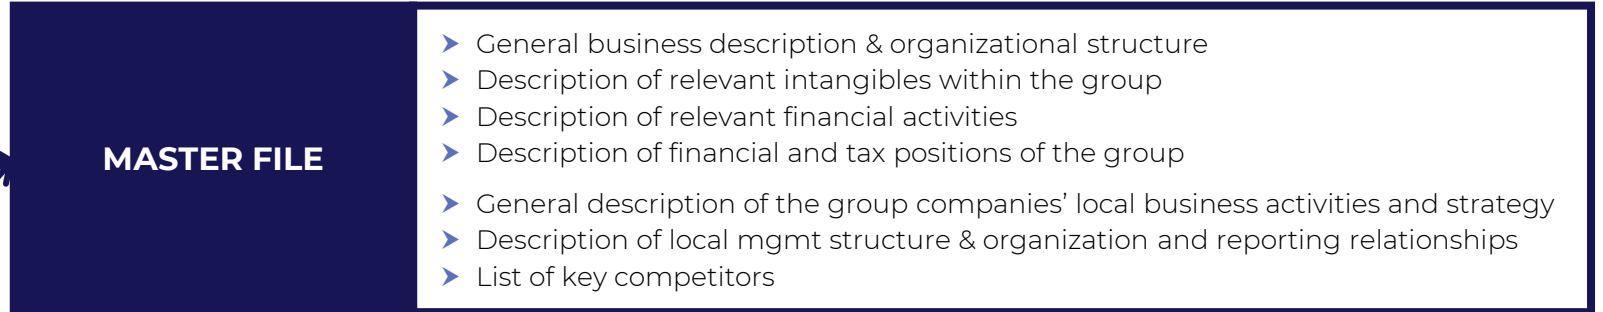 MASTER FILE
General business description & organizational structure
Description of relevant intangibles within the group
Description of relevant financial activities
Description of financial and tax positions of the group
General description of the group companies’ local business activities and strategy
Description of local mgmt structure & organization and reporting relationships
List of key competitors